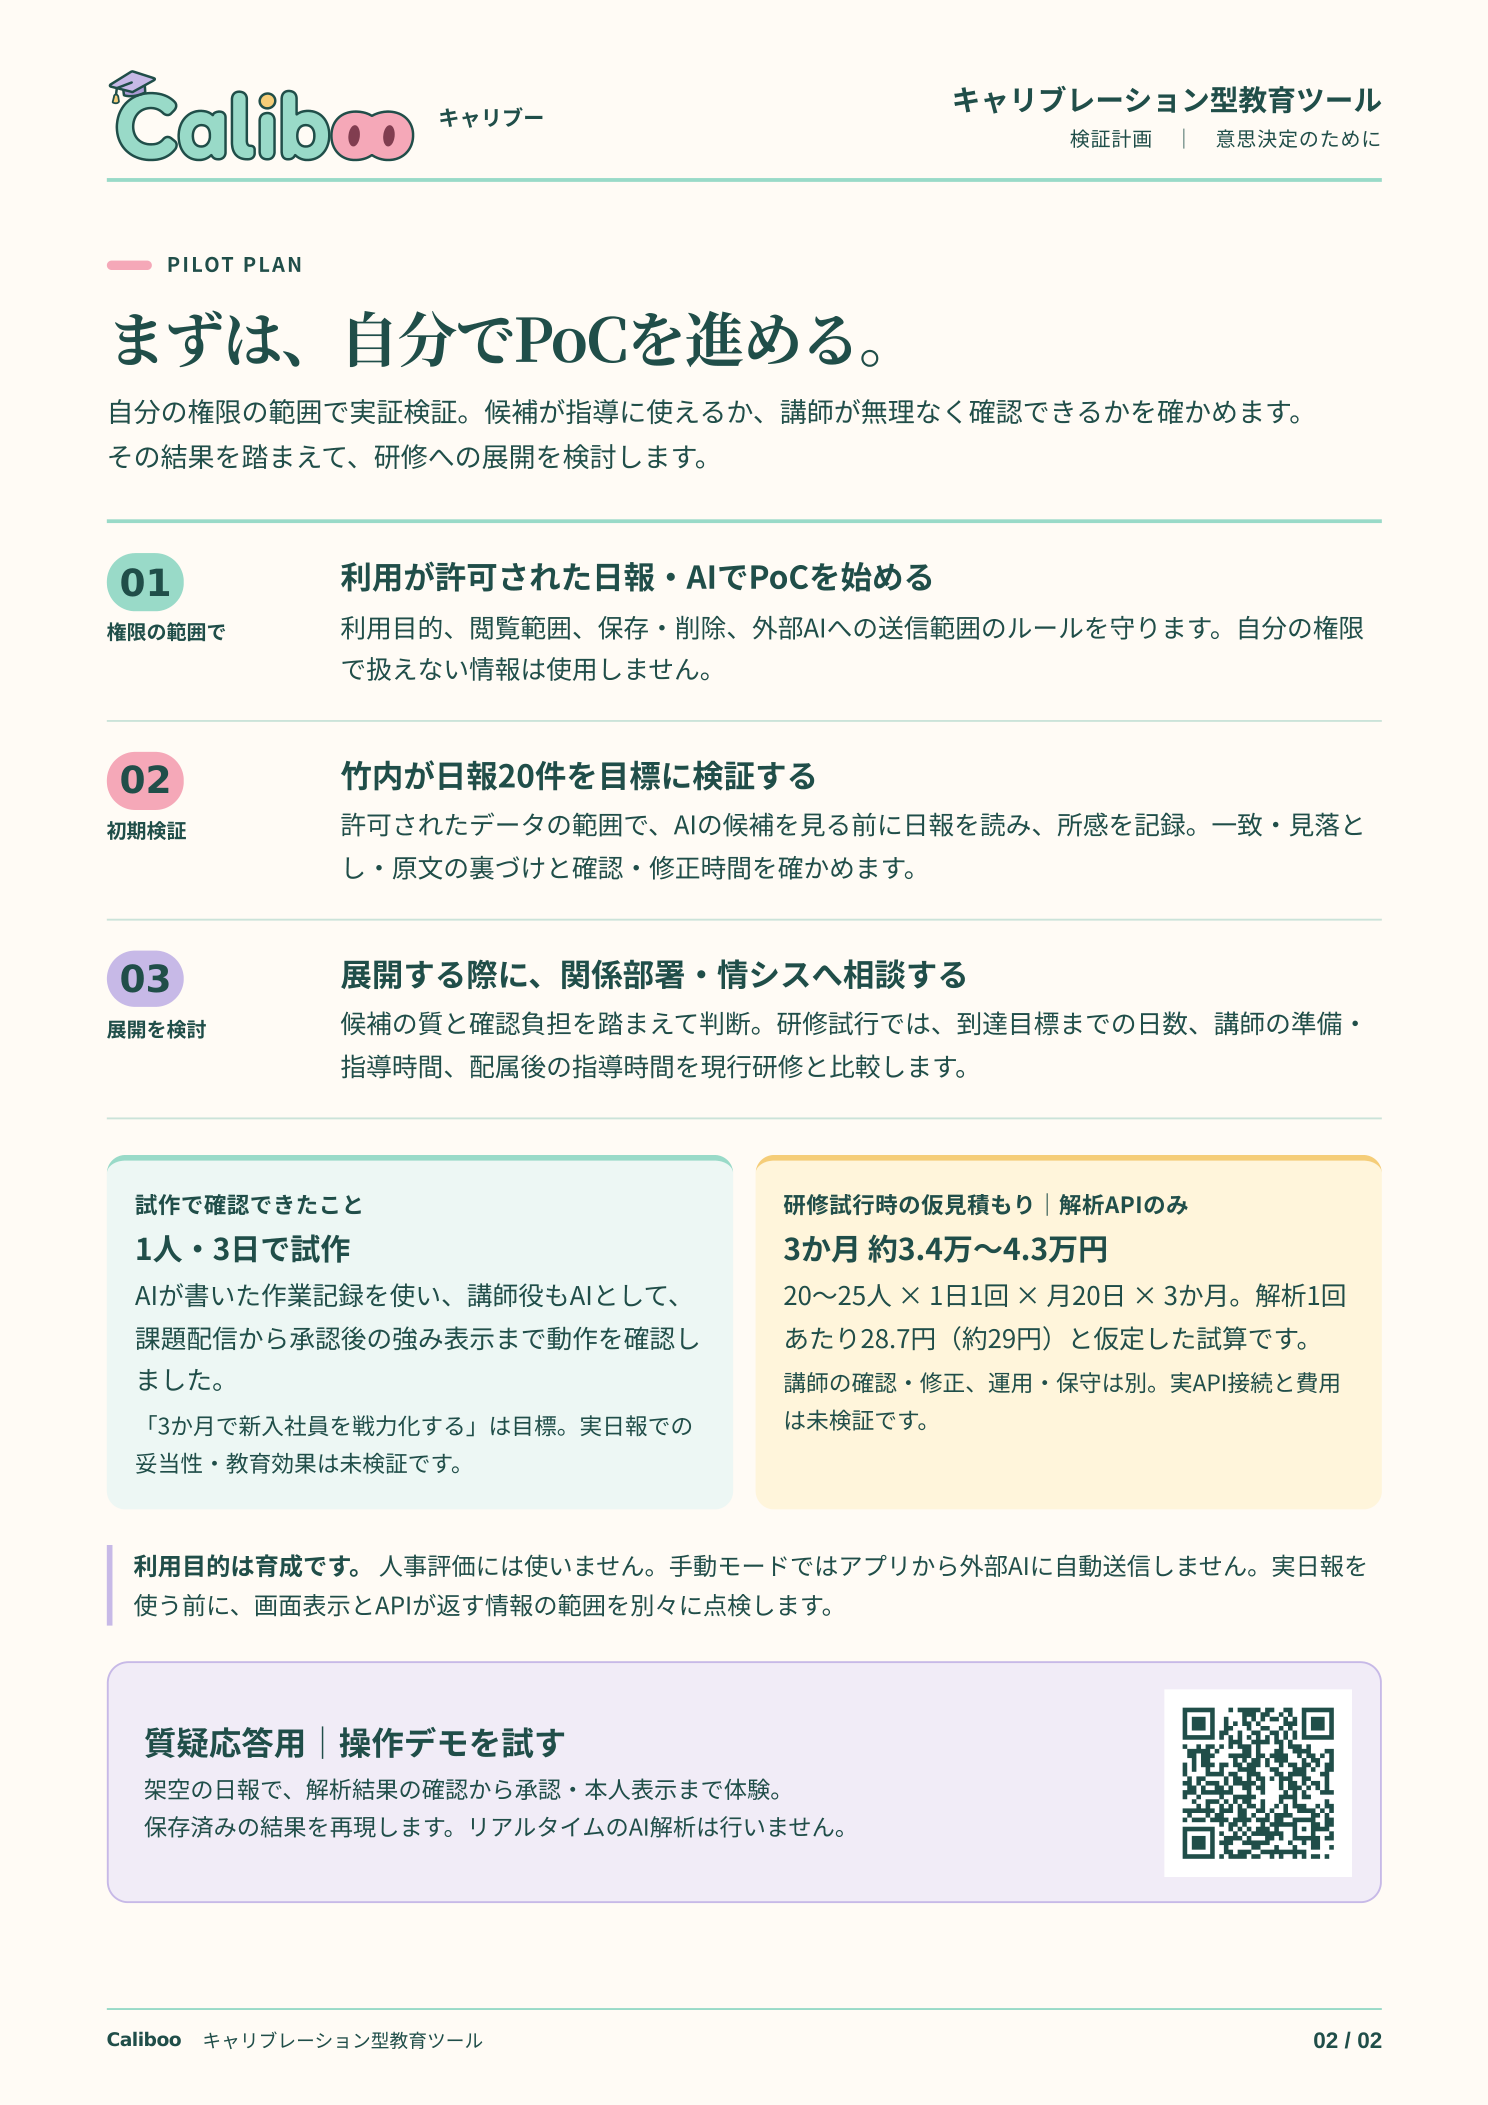 Caliboo
キャリブー
キャリブレーション型教育ツール
検証計画 ｜ 意思決定のために
PILOT PLAN
まずは、自分でPoCを進める。
自分の権限の範囲で実証検証。候補が指導に使えるか、講師が無理なく確認できるかを確かめます。
その結果を踏まえて、研修への展開を検討します。
01
権限の範囲で
利用が許可された日報・AIでPoCを始める
利用目的、閲覧範囲、保存・削除、外部AIへの送信範囲のルールを守ります。自分の権限
で扱えない情報は使用しません。
02
初期検証
竹内が日報20件を目標に検証する
許可されたデータの範囲で、AIの候補を見る前に日報を読み、所感を記録。一致・見落と
し・原文の裏づけと確認・修正時間を確かめます。
03
展開を検討
展開する際に、関係部署・情シスへ相談する
候補の質と確認負担を踏まえて判断。研修試行では、到達目標までの日数、講師の準備・
指導時間、配属後の指導時間を現行研修と比較します。
試作で確認できたこと
1人・3日で試作
AIが書いた作業記録を使い、講師役もAIとして、
課題配信から承認後の強み表示まで動作を確認し
ました。
「3か月で新入社員を戦力化する」は目標。実日報での
妥当性・教育効果は未検証です。
研修試行時の仮見積もり｜解析APIのみ
3か月 約3.4万〜4.3万円
20〜25人 × 1日1回 × 月20日 × 3か月。解析1回
あたり28.7円（約29円）と仮定した試算です。
講師の確認・修正、運用・保守は別。実API接続と費用
は未検証です。
利用目的は育成です。 人事評価には使いません。手動モードではアプリから外部AIに自動送信しません。実日報を
使う前に、画面表示とAPIが返す情報の範囲を別々に点検します。
質疑応答用｜操作デモを試す
架空の日報で、解析結果の確認から承認・本人表示まで体験。
保存済みの結果を再現します。リアルタイムのAI解析は行いません。
Caliboo キャリブレーション型教育ツール
02 / 02